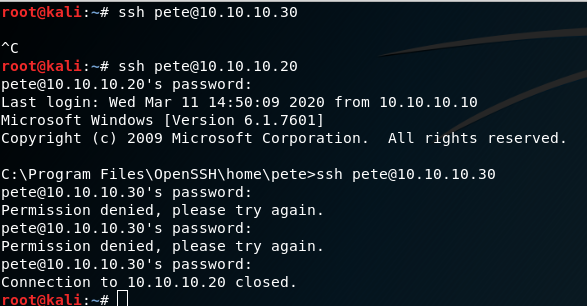 root@kali:~# ssh pete@10.10.10.30
^C
root@kali:~# ssh pete@10.10.10.20
pete@10.10.10.20's password:
Last login: Wed Mar 11 14:50:09 2020 from 10.10.10.10
Microsoft Windows [Version 6.1.7601]
Copyright (c) 2009 Microsoft Corporation.  All rights reserved.
C:\Program Files\OpenSSH\home\pete>ssh pete@10.10.10.30
pete@10.10.10.30's password:
Permission denied, please try again.
pete@10.10.10.30's password:
Permission denied, please try again.
pete@10.10.10.30's password:
Connection to 10.10.10.20 closed.
root@kali:~#